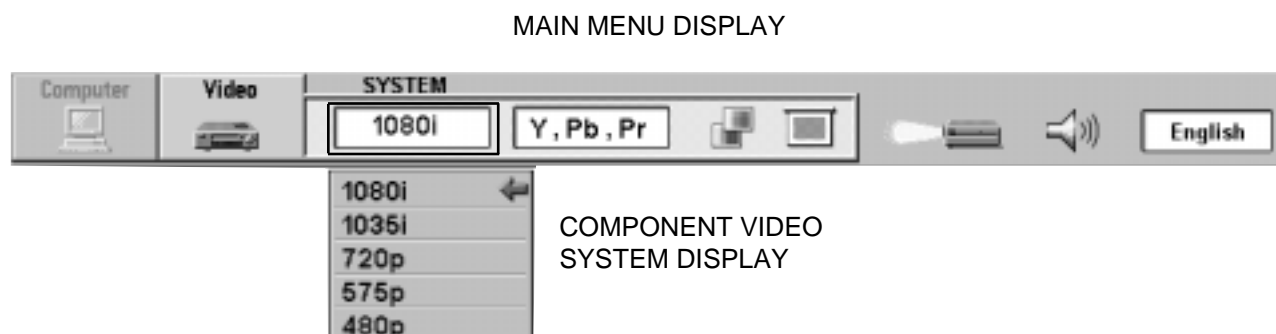 MAIN MENU DISPLAY
Computer Video SYSTEM
1080i Y , Pb , Pr English
1080i
1035i
COMPONENT VIDEO
720p
SYSTEM DISPLAY
575p
480p